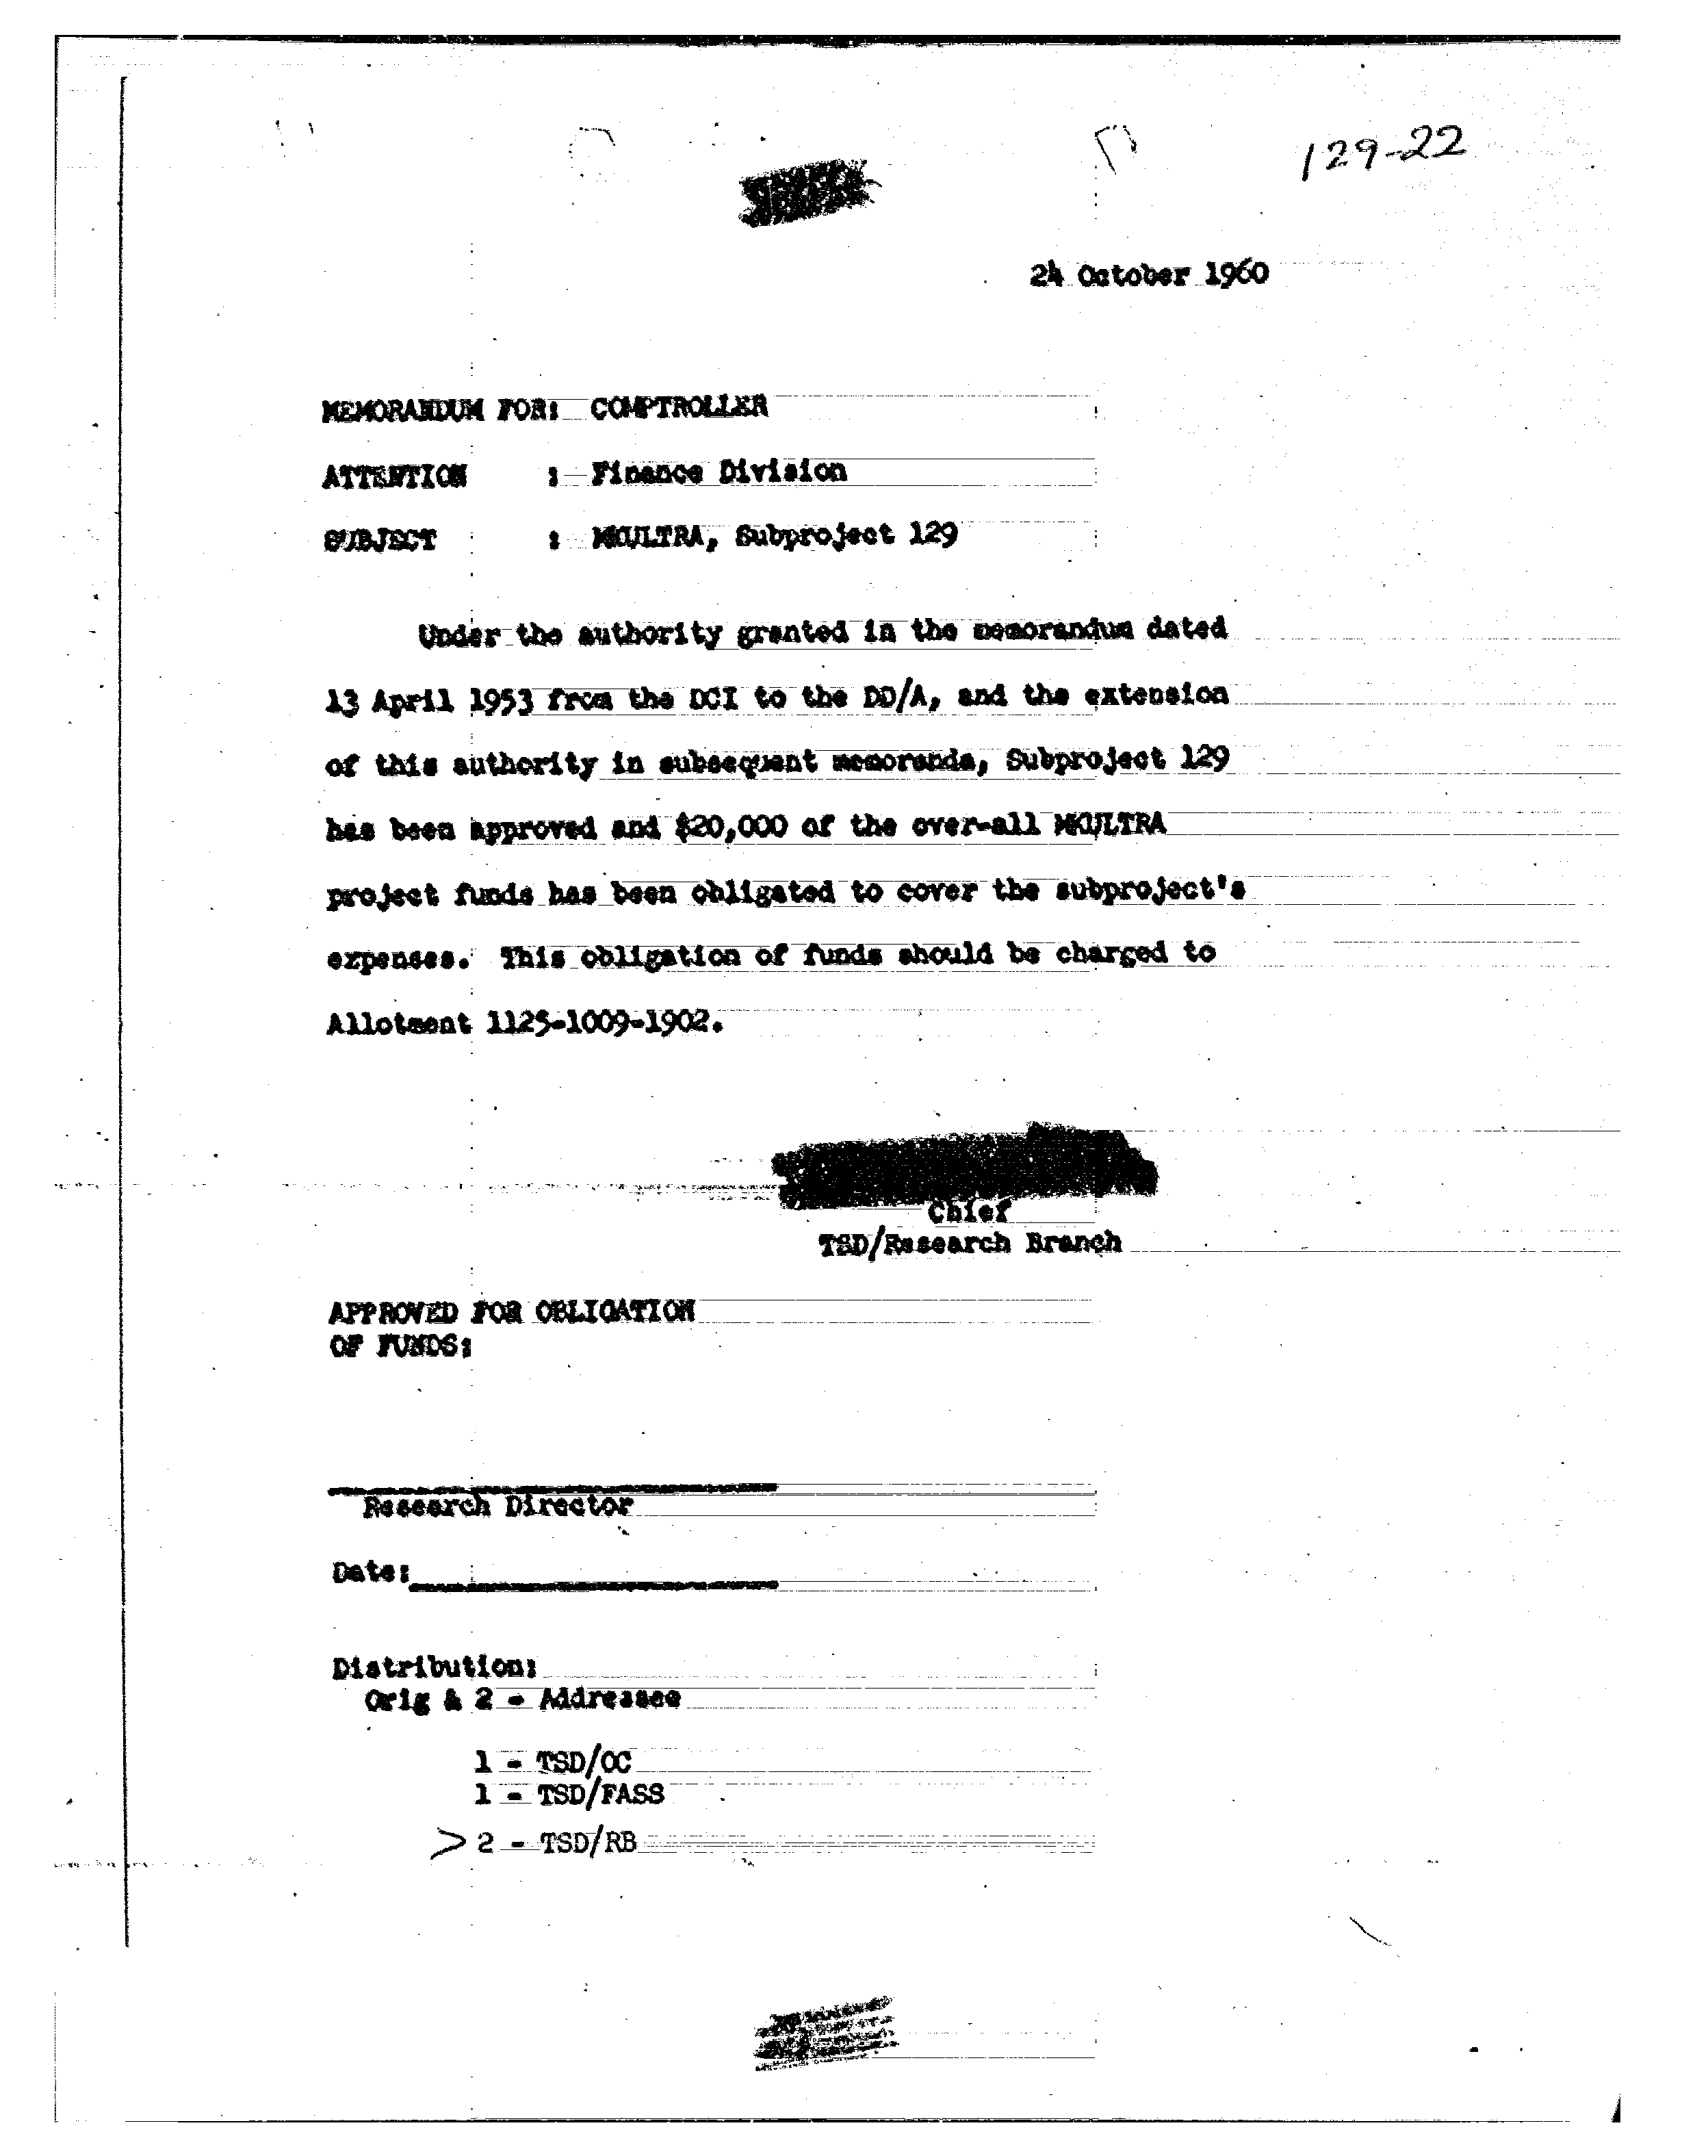 129-22
24 October 1960
MEMORANDUM FOR: COMPTROLLER
ATTENTION : Finance Division
SUBJECT : MKULTRA, Subproject 129
Under the authority granted in the memorandum dated
13 April 1953 from the DCI to the DD/A, and the extension
of this authority in subsequent memoranda, Subproject 129
has been approved and $20,000 of the over-all MKULTRA
project funds has been obligated to cover the subproject's
expenses. This obligation of funds should be charged to
Allotment 1125-1009-1902.
Chief
TSD/Research Branch
APPROVED FOR OBLIGATION
OF FUNDS:
Research Director
Date:
Distribution:
Orig & 2 - Addressee
1 - TSD/OC
1 - TSD/FASS
> 2 - TSD/RB